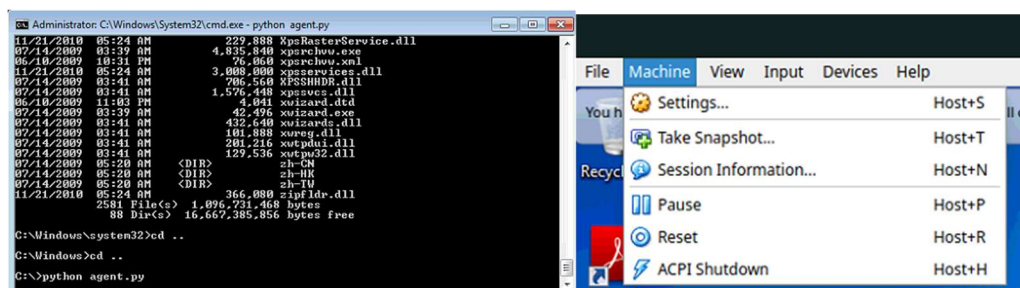 Administrator: C:\Windows\System32\cmd.exe - python agent.py
11/21/2010 05:24 AM 229,888 XpsRasterService.dll
07/14/2009 03:39 AM 4,835,840 xpsrchvw.exe
06/10/2009 10:31 PM 76,060 xpsrchvw.xml
11/21/2010 05:24 AM 3,008,000 xpsservices.dll
07/14/2009 03:41 AM 706,560 XPSSHHDR.dll
07/14/2009 03:41 AM 1,576,448 xpssvcs.dll
06/10/2009 11:03 PM 4,041 xwizard.dtd
07/14/2009 03:39 AM 42,496 xwizard.exe
07/14/2009 03:41 AM 432,640 xwizards.dll
07/14/2009 03:41 AM 101,888 xwreg.dll
07/14/2009 03:41 AM 201,216 xwtpdui.dll
07/14/2009 03:41 AM 129,536 xwtpw32.dll
07/14/2009 05:20 AM <DIR> zh-CN
07/14/2009 05:20 AM <DIR> zh-HK
07/14/2009 05:20 AM <DIR> zh-TW
11/21/2010 05:24 AM 366,080 zipfldr.dll
2581 File(s) 1,096,731,468 bytes
88 Dir(s) 16,667,385,856 bytes free
C:\Windows\system32>cd ..
C:\Windows>cd ..
C:\>python agent.py
File Machine View Input Devices Help
You h
Settings... Host+S
Take Snapshot... Host+T
Recycl
Session Information... Host+N
Pause Host+P
Reset Host+R
ACPI Shutdown Host+H